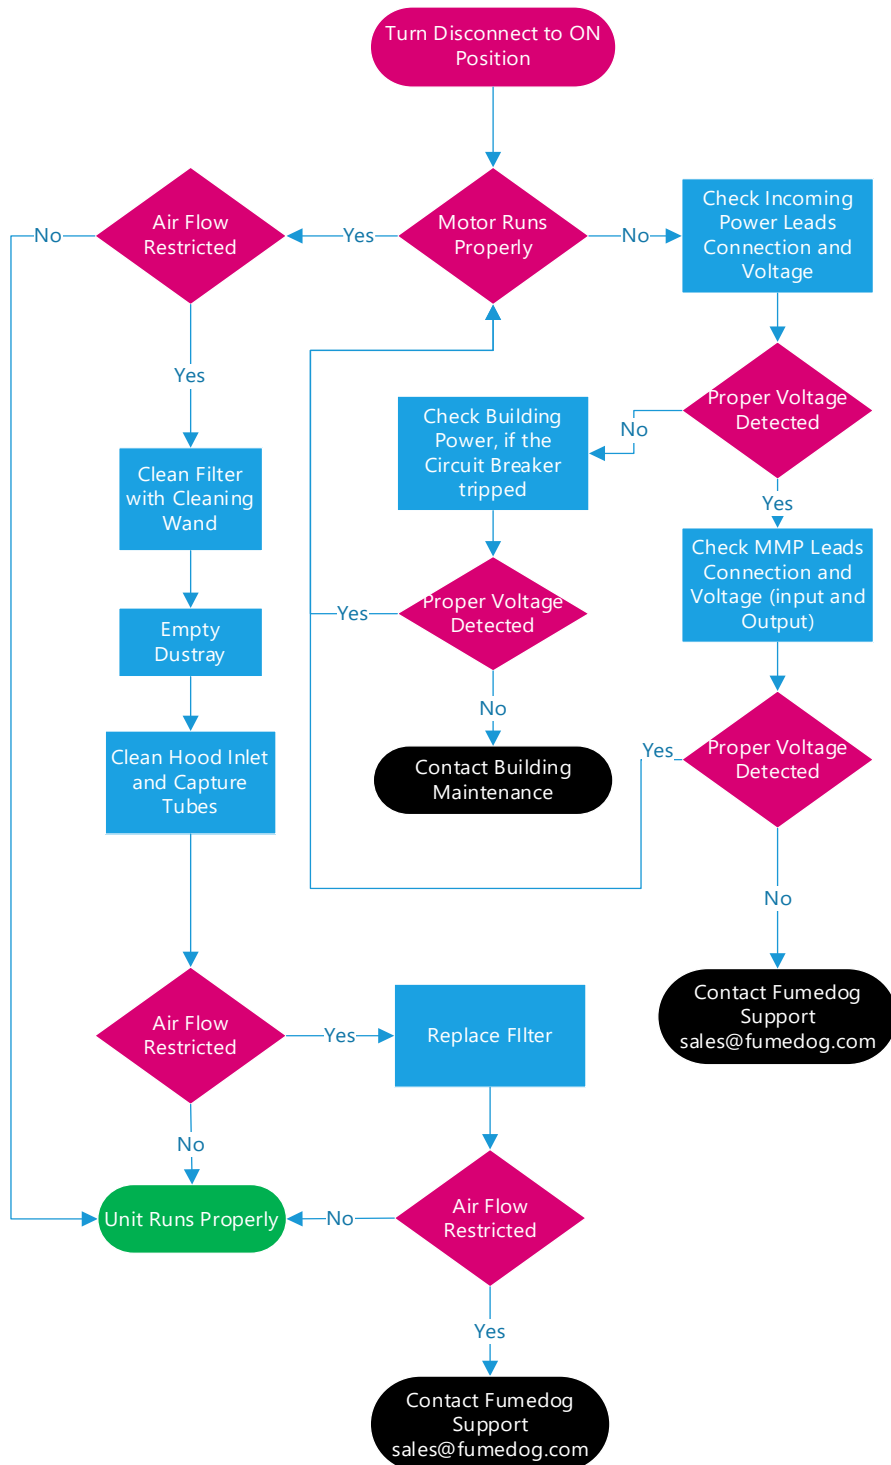 Turn Disconnect to ON
Position
Air Flow
Restricted
Motor Runs
Properly
Check Incoming
Power Leads
Connection and
Voltage
No
Yes
No
Yes
Proper Voltage
Detected
Check Building
Power, if the
Circuit Breaker
tripped
No
Clean Filter
with Cleaning
Wand
Yes
Check MMP Leads
Connection and
Voltage (input and
Output)
Empty
Dustray
Yes
Proper Voltage
Detected
No
Clean Hood Inlet
and Capture
Tubes
Contact Building
Maintenance
Yes
Proper Voltage
Detected
No
Contact Fumedog
Support
sales@fumedog.com
Air Flow
Restricted
Yes
Replace FIlter
No
Unit Runs Properly
No
Air Flow
Restricted
Yes
Contact Fumedog
Support
sales@fumedog.com